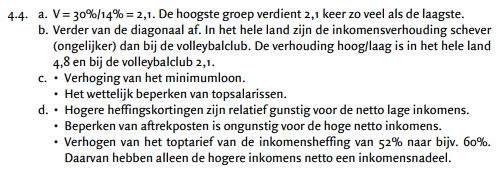 4.4. a. V = 30%/14% = 2,1. De hoogste groep verdient 2,1 keer zo veel als de laagste.
b. Verder van de diagonaal af. In het hele land zijn de inkomensverhouding schever
(ongelijker) dan bij de volleybalclub. De verhouding hoog/laag is in het hele land
4,8 en bij de volleybalclub 2,1.
c. • Verhoging van het minimumloon.
• Het wettelijk beperken van topsalarissen.
d. • Hogere heffingskortingen zijn relatief gunstig voor de netto lage inkomens.
• Beperken van aftrekposten is ongunstig voor de hoge netto inkomens.
• Verhogen van het toptarief van de inkomensheffing van 52% naar bijv. 60%.
Daarvan hebben alleen de hogere inkomens netto een inkomensnadeel.